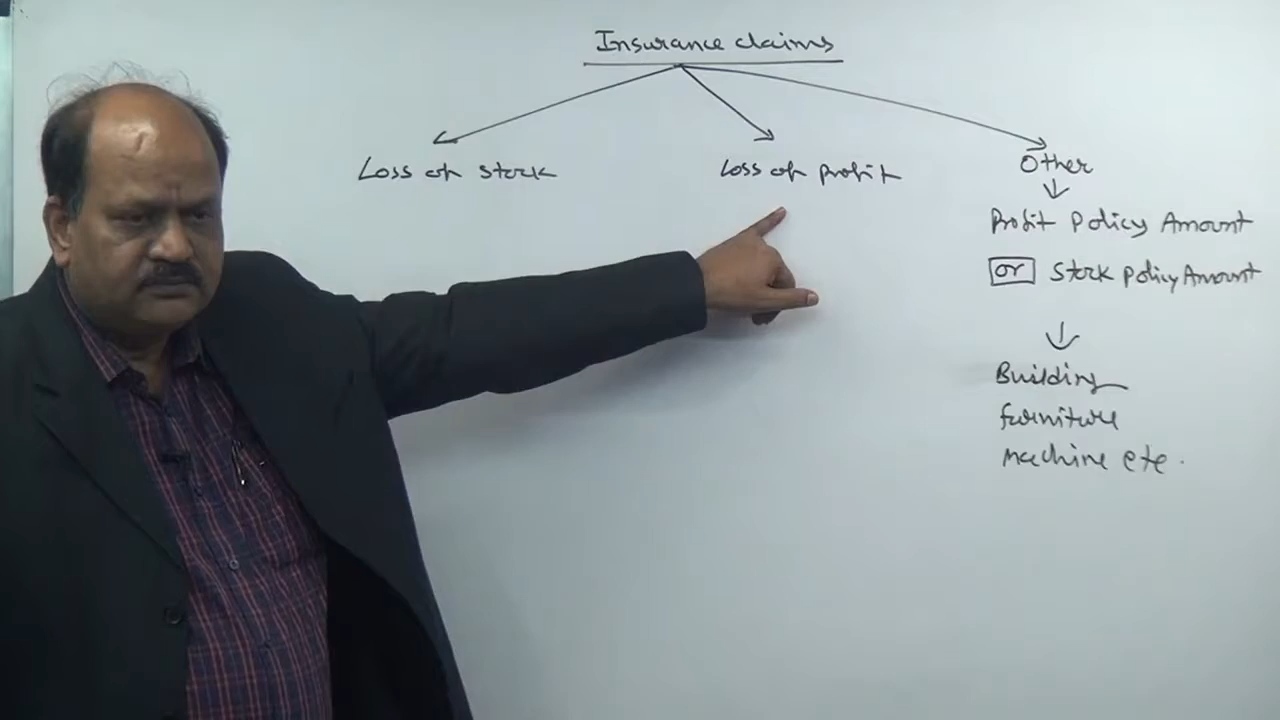 Insurance claims
Loss of stock
Loss of profit
Other
Profit Policy Amount
or stock policy Amount
Building
furniture
machine etc.